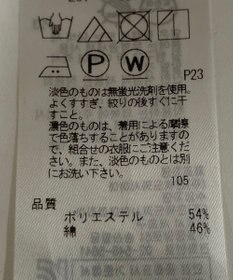 P
W
P23
淡色のものは無蛍光洗剤を使用。
よくすすぎ、絞りの後すぐに干
すこと。
濃色のものは、着用による摩擦
で色落ちすることがありますの
で、組合せの衣服にご注意くだ
さい。また、淡色のものとは別
にお洗い下さい。
105
品質
ポリエステル 54%
綿 46%